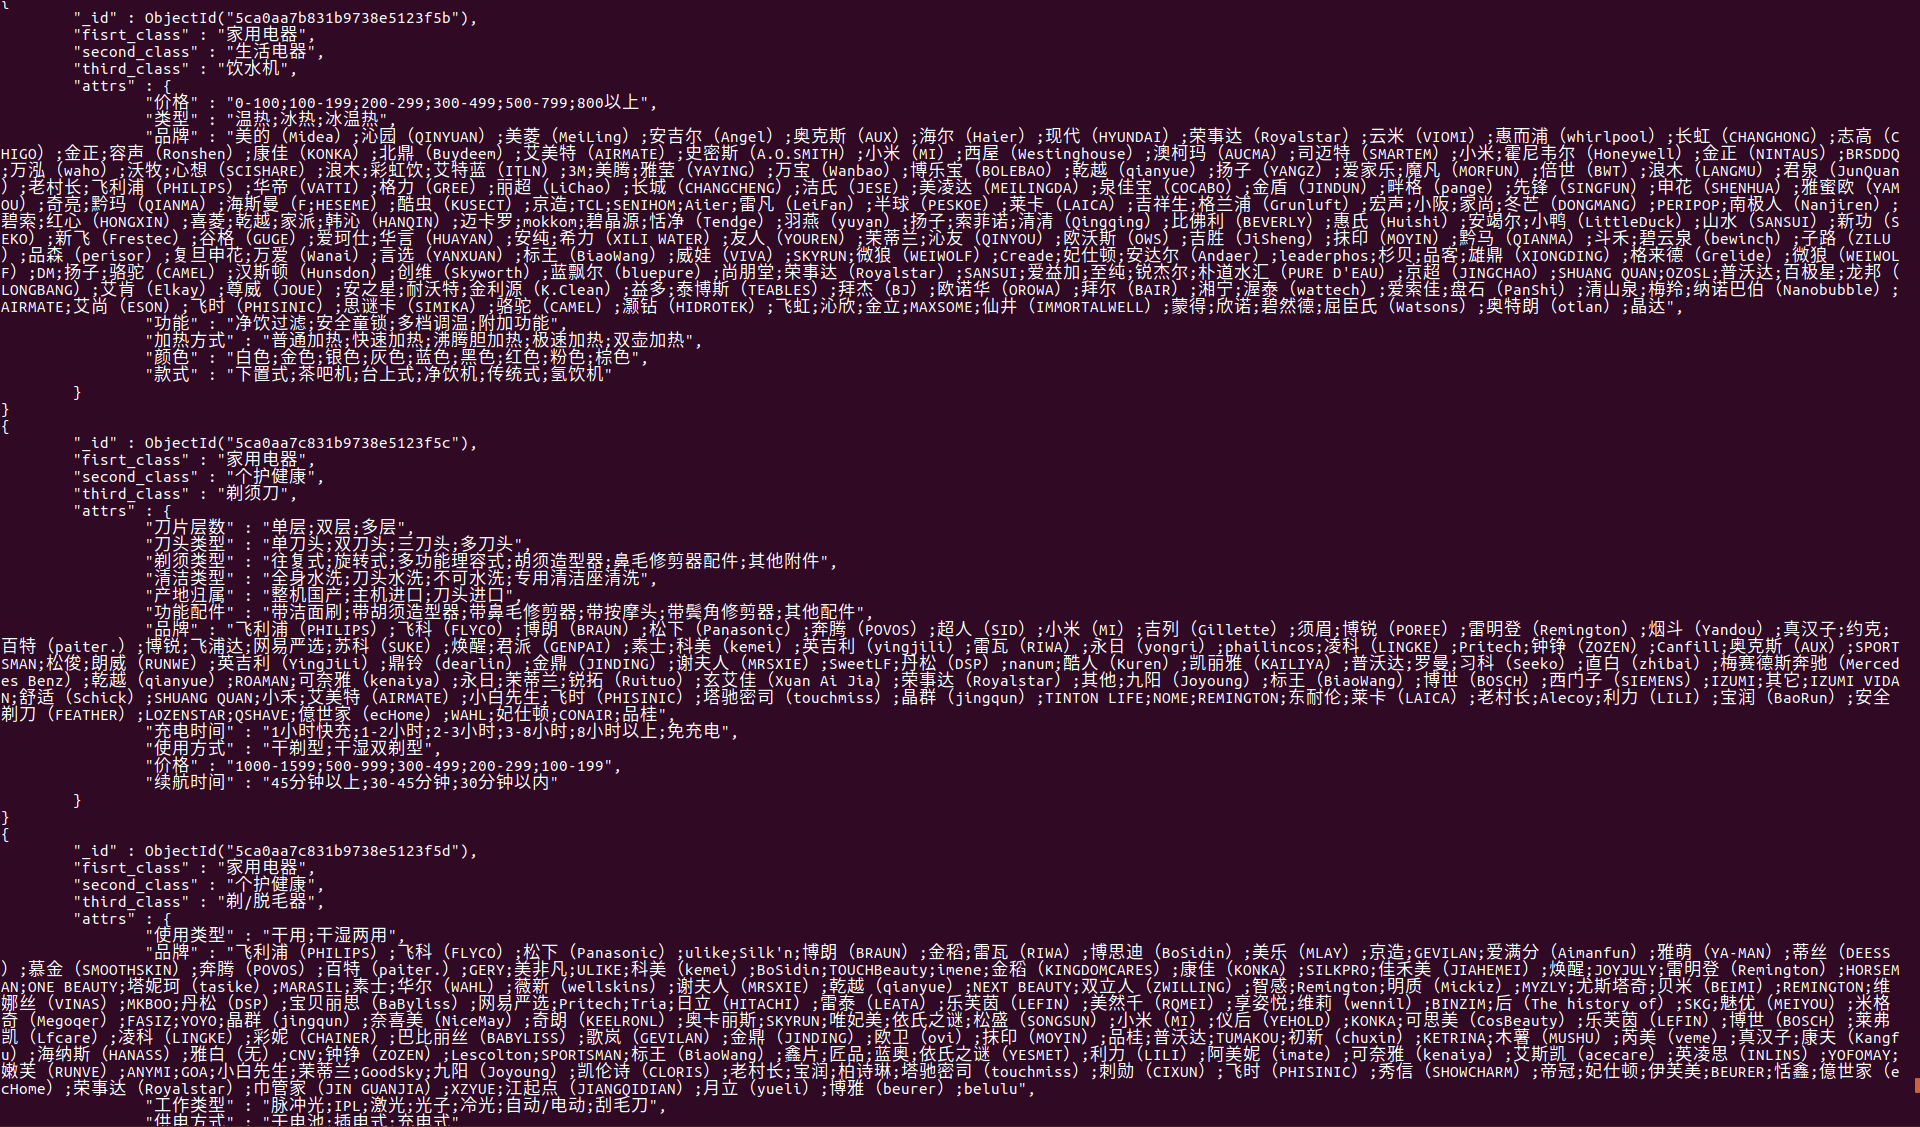 {
"_id" : ObjectId("5ca0aa7b831b9738e5123f5b"),
"fisrt_class" : "家用电器",
"second_class" : "生活电器",
"third_class" : "饮水机",
"attrs" : {
"价格" : "0-100;100-199;200-299;300-499;500-799;800以上",
"类型" : "温热;冰热;冰温热",
"品牌" : "美的（Midea）;沁园（QINYUAN）;美菱（MeiLing）;安吉尔（Angel）;奥克斯（AUX）;海尔（Haier）;现代（HYUNDAI）;荣事达（Royalstar）;云米（VIOMI）;惠而浦（whirlpool）;长虹（CHANGHONG）;志高（C
HIGO）;金正;容声（Ronshen）;康佳（KONKA）;北鼎（Buydeem）;艾美特（AIRMATE）;史密斯（A.O.SMITH）;小米（MI）;西屋（Westinghouse）;澳柯玛（AUCMA）;司迈特（SMARTEM）;小米;霍尼韦尔（Honeywell）;金正（NINTAUS）;BRSDDQ
;万泓（waho）;沃牧;心想（SCISHARE）;浪木;彩虹饮;艾特蓝（ITLN）;3M;美腾;雅莹（YAYING）;万宝（Wanbao）;博乐宝（BOLEBAO）;乾越（qianyue）;扬子（YANGZ）;爱家乐;魔凡（MORFUN）;倍世（BWT）;浪木（LANGMU）;君泉（JunQuan
）;老村长;飞利浦（PHILIPS）;华帝（VATTI）;格力（GREE）;丽超（LiChao）;长城（CHANGCHENG）;洁氏（JESE）;美凌达（MEILINGDA）;泉佳宝（COCABO）;金盾（JINDUN）;畔格（pange）;先锋（SINGFUN）;申花（SHENHUA）;雅蜜欧（YAM
OU）;奇亮;黔玛（QIANMA）;海斯曼（F;HESEME）;酷虫（KUSECT）;京造;TCL;SENIHOM;Aiier;雷凡（LeiFan）;半球（PESKOE）;莱卡（LAICA）;吉祥生;格兰浦（Grunluft）;宏声;小阪;家尚;冬芒（DONGMANG）;PERIPOP;南极人（Nanjiren）;
碧索;红心（HONGXIN）;喜菱;乾越;家派;韩沁（HANQIN）;迈卡罗;mokkom;碧晶源;恬净（Tendge）;羽燕（yuyan）;扬子;索菲诺;清清（Qingqing）;比佛利（BEVERLY）;惠氏（Huishi）;安竭尔;小鸭（LittleDuck）;山水（SANSUI）;新功（S
EKO）;新飞（Frestec）;谷格（GUGE）;爱珂仕;华言（HUAYAN）;安纯;希力（XILI WATER）;友人（YOUREN）;茉蒂兰;沁友（QINYOU）;欧沃斯（OWS）;吉胜（JiSheng）;抹印（MOYIN）;黔马（QIANMA）;斗禾;碧云泉（bewinch）;子路（ZILU
）;品森（perisor）;复旦申花;万爱（Wanai）;言选（YANXUAN）;标王（BiaoWang）;威娃（VIVA）;SKYRUN;微狼（WEIWOLF）;Creade;妃仕顿;安达尔（Andaer）;leaderphos;杉贝;品客;雄鼎（XIONGDING）;格来德（Grelide）;微狼（WEIWOL
F）;DM;扬子;骆驼（CAMEL）;汉斯顿（Hunsdon）;创维（Skyworth）;蓝飘尔（bluepure）;尚朋堂;荣事达（Royalstar）;SANSUI;爱益加;至纯;锐杰尔;朴道水汇（PURE D'EAU）;京超（JINGCHAO）;SHUANG QUAN;OZOSL;普沃达;百极星;龙邦（
LONGBANG）;艾肯（Elkay）;尊威（JOUE）;安之星;耐沃特;金利源（K.Clean）;益多;泰博斯（TEABLES）;拜杰（BJ）;欧诺华（OROWA）;拜尔（BAIR）;湘宁;渥泰（wattech）;爱索佳;盘石（PanShi）;清山泉;梅羚;纳诺巴伯（Nanobubble）;
AIRMATE;艾尚（ESON）;飞时（PHISINIC）;思谜卡（SIMIKA）;骆驼（CAMEL）;灏钻（HIDROTEK）;飞虹;沁欣;金立;MAXSOME;仙井（IMMORTALWELL）;蒙得;欣诺;碧然德;屈臣氏（Watsons）;奥特朗（otlan）;晶达",
"功能" : "净饮过滤;安全童锁;多档调温;附加功能",
"加热方式" : "普通加热;快速加热;沸腾胆加热;极速加热;双壶加热",
"颜色" : "白色;金色;银色;灰色;蓝色;黑色;红色;粉色;棕色",
"款式" : "下置式;茶吧机;台上式;净饮机;传统式;氢饮机"
}
}
{
"_id" : ObjectId("5ca0aa7c831b9738e5123f5c"),
"fisrt_class" : "家用电器",
"second_class" : "个护健康",
"third_class" : "剃须刀",
"attrs" : {
"刀片层数" : "单层;双层;多层",
"刀头类型" : "单刀头;双刀头;三刀头;多刀头",
"剃须类型" : "往复式;旋转式;多功能理容式;胡须造型器;鼻毛修剪器配件;其他附件",
"清洁类型" : "全身水洗;刀头水洗;不可水洗;专用清洁座清洗",
"产地归属" : "整机国产;主机进口;刀头进口",
"功能配件" : "带洁面刷;带胡须造型器;带鼻毛修剪器;带按摩头;带鬓角修剪器;其他配件",
"品牌" : "飞利浦（PHILIPS）;飞科（FLYCO）;博朗（BRAUN）;松下（Panasonic）;奔腾（POVOS）;超人（SID）;小米（MI）;吉列（Gillette）;须眉;博锐（POREE）;雷明登（Remington）;烟斗（Yandou）;真汉子;约克;
百特（paiter.）;博锐;飞浦达;网易严选;苏科（SUKE）;焕醒;君派（GENPAI）;素士;科美（kemei）;英吉利（yingjili）;雷瓦（RIWA）;永日（yongri）;phailincos;凌科（LINGKE）;Pritech;钟铮（ZOZEN）;Canfill;奥克斯（AUX）;SPORT
SMAN;松俊;朗威（RUNWE）;英吉利（YingJiLi）;鼎铃（dearlin）;金鼎（JINDING）;谢夫人（MRSXIE）;SweetLF;丹松（DSP）;nanum;酷人（Kuren）;凯丽雅（KAILIYA）;普沃达;罗曼;习科（Seeko）;直白（zhibai）;梅赛德斯奔驰（Merced
es Benz）;乾越（qianyue）;ROAMAN;可奈雅（kenaiya）;永日;茉蒂兰;锐拓（Ruituo）;玄艾佳（Xuan Ai Jia）;荣事达（Royalstar）;其他;九阳（Joyoung）;标王（BiaoWang）;博世（BOSCH）;西门子（SIEMENS）;IZUMI;其它;IZUMI VIDA
N;舒适（Schick）;SHUANG QUAN;小禾;艾美特（AIRMATE）;小白先生;飞时（PHISINIC）;塔驰密司（touchmiss）;晶群（jingqun）;TINTON LIFE;NOME;REMINGTON;东耐伦;莱卡（LAICA）;老村长;Alecoy;利力（LILI）;宝润（BaoRun）;安全
剃刀（FEATHER）;LOZENSTAR;QSHAVE;億世家（ecHome）;WAHL;妃仕顿;CONAIR;品桂",
"充电时间" : "1小时快充;1-2小时;2-3小时;3-8小时;8小时以上;免充电",
"使用方式" : "干剃型;干湿双剃型",
"价格" : "1000-1599;500-999;300-499;200-299;100-199",
"续航时间" : "45分钟以上;30-45分钟;30分钟以内"
}
}
{
"_id" : ObjectId("5ca0aa7c831b9738e5123f5d"),
"fisrt_class" : "家用电器",
"second_class" : "个护健康",
"third_class" : "剃/脱毛器",
"attrs" : {
"使用类型" : "干用;干湿两用",
"品牌" : "飞利浦（PHILIPS）;飞科（FLYCO）;松下（Panasonic）;ulike;Silk'n;博朗（BRAUN）;金稻;雷瓦（RIWA）;博思迪（BoSidin）;美乐（MLAY）;京造;GEVILAN;爱满分（Aimanfun）;雅萌（YA-MAN）;蒂丝（DEESS
）;慕金（SMOOTHSKIN）;奔腾（POVOS）;百特（paiter.）;GERY;美非凡;ULIKE;科美（kemei）;BoSidin;TOUCHBeauty;imene;金稻（KINGDOMCARES）;康佳（KONKA）;SILKPRO;佳禾美（JIAHEMEI）;焕醒;JOYJULY;雷明登（Remington）;HORSEM
AN;ONE BEAUTY;塔妮珂（tasike）;MARASIL;素士;华尔（WAHL）;薇新（wellskins）;谢夫人（MRSXIE）;乾越（qianyue）;NEXT BEAUTY;双立人（ZWILLING）;智感;Remington;明质（Mickiz）;MYZLY;尤斯塔奇;贝米（BEIMI）;REMINGTON;维
娜丝（VINAS）;MKBOO;丹松（DSP）;宝贝丽思（BaByliss）;网易严选;Pritech;Tria;日立（HITACHI）;雷泰（LEATA）;乐芙茵（LEFIN）;美然千（RQMEI）;享姿悦;维莉（wennil）;BINZIM;后（The history of）;SKG;魅优（MEIYOU）;米格
奇（Megoqer）;FASIZ;YOYO;晶群（jingqun）;奈喜美（NiceMay）;奇朗（KEELRONL）;奥卡丽斯;SKYRUN;唯妃美;依氏之谜;松盛（SONGSUN）;小米（MI）;仪后（YEHOLD）;KONKA;可思美（CosBeauty）;乐芙茵（LEFIN）;博世（BOSCH）;莱弗
凯（Lfcare）;凌科（LINGKE）;彩妮（CHAINER）;巴比丽丝（BABYLISS）;歌岚（GEVILAN）;金鼎（JINDING）;欧卫（ovi）;抹印（MOYIN）;品桂;普沃达;TUMAKOU;初新（chuxin）;KETRINA;木薯（MUSHU）;芮美（veme）;真汉子;康夫（Kangf
u）;海纳斯（HANASS）;雅白（无）;CNV;钟铮（ZOZEN）;Lescolton;SPORTSMAN;标王（BiaoWang）;鑫片;匠品;蓝奥;依氏之谜（YESMET）;利力（LILI）;阿美妮（imate）;可奈雅（kenaiya）;艾斯凯（acecare）;英凌思（INLINS）;YOFOMAY;
嫩芙（RUNVE）;ANYMI;GOA;小白先生;茉蒂兰;GoodSky;九阳（Joyoung）;凯伦诗（CLORIS）;老村长;宝润;柏诗琳;塔驰密司（touchmiss）;刺勋（CIXUN）;飞时（PHISINIC）;秀信（SHOWCHARM）;帝冠;妃仕顿;伊芙美;BEURER;恬鑫;億世家（e
cHome）;荣事达（Royalstar）;巾管家（JIN GUANJIA）;XZYUE;江起点（JIANGQIDIAN）;月立（yueli）;博雅（beurer）;belulu",
"工作类型" : "脉冲光;IPL;激光;光子;冷光;自动/电动;刮毛刀",
"供电方式" : "干电池;插电式;充电式"